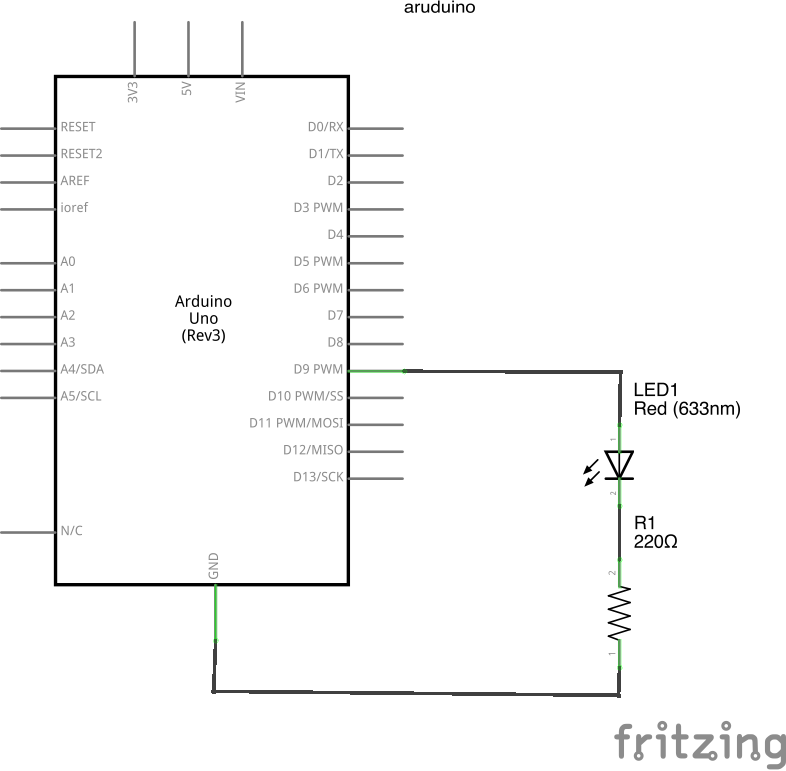 aruduino
3V3
5V
VIN
RESET
RESET2
AREF
ioref
A0
A1
A2
A3
A4/SDA
A5/SCL
N/C
D0/RX
D1/TX
D2
D3 PWM
D4
D5 PWM
D6 PWM
D7
D8
D9 PWM
D10 PWM/SS
D11 PWM/MOSI
D12/MISO
D13/SCK
Arduino
Uno
(Rev3)
GND
LED1
Red (633nm)
1
2
R1
220Ω
2
1
fritzing